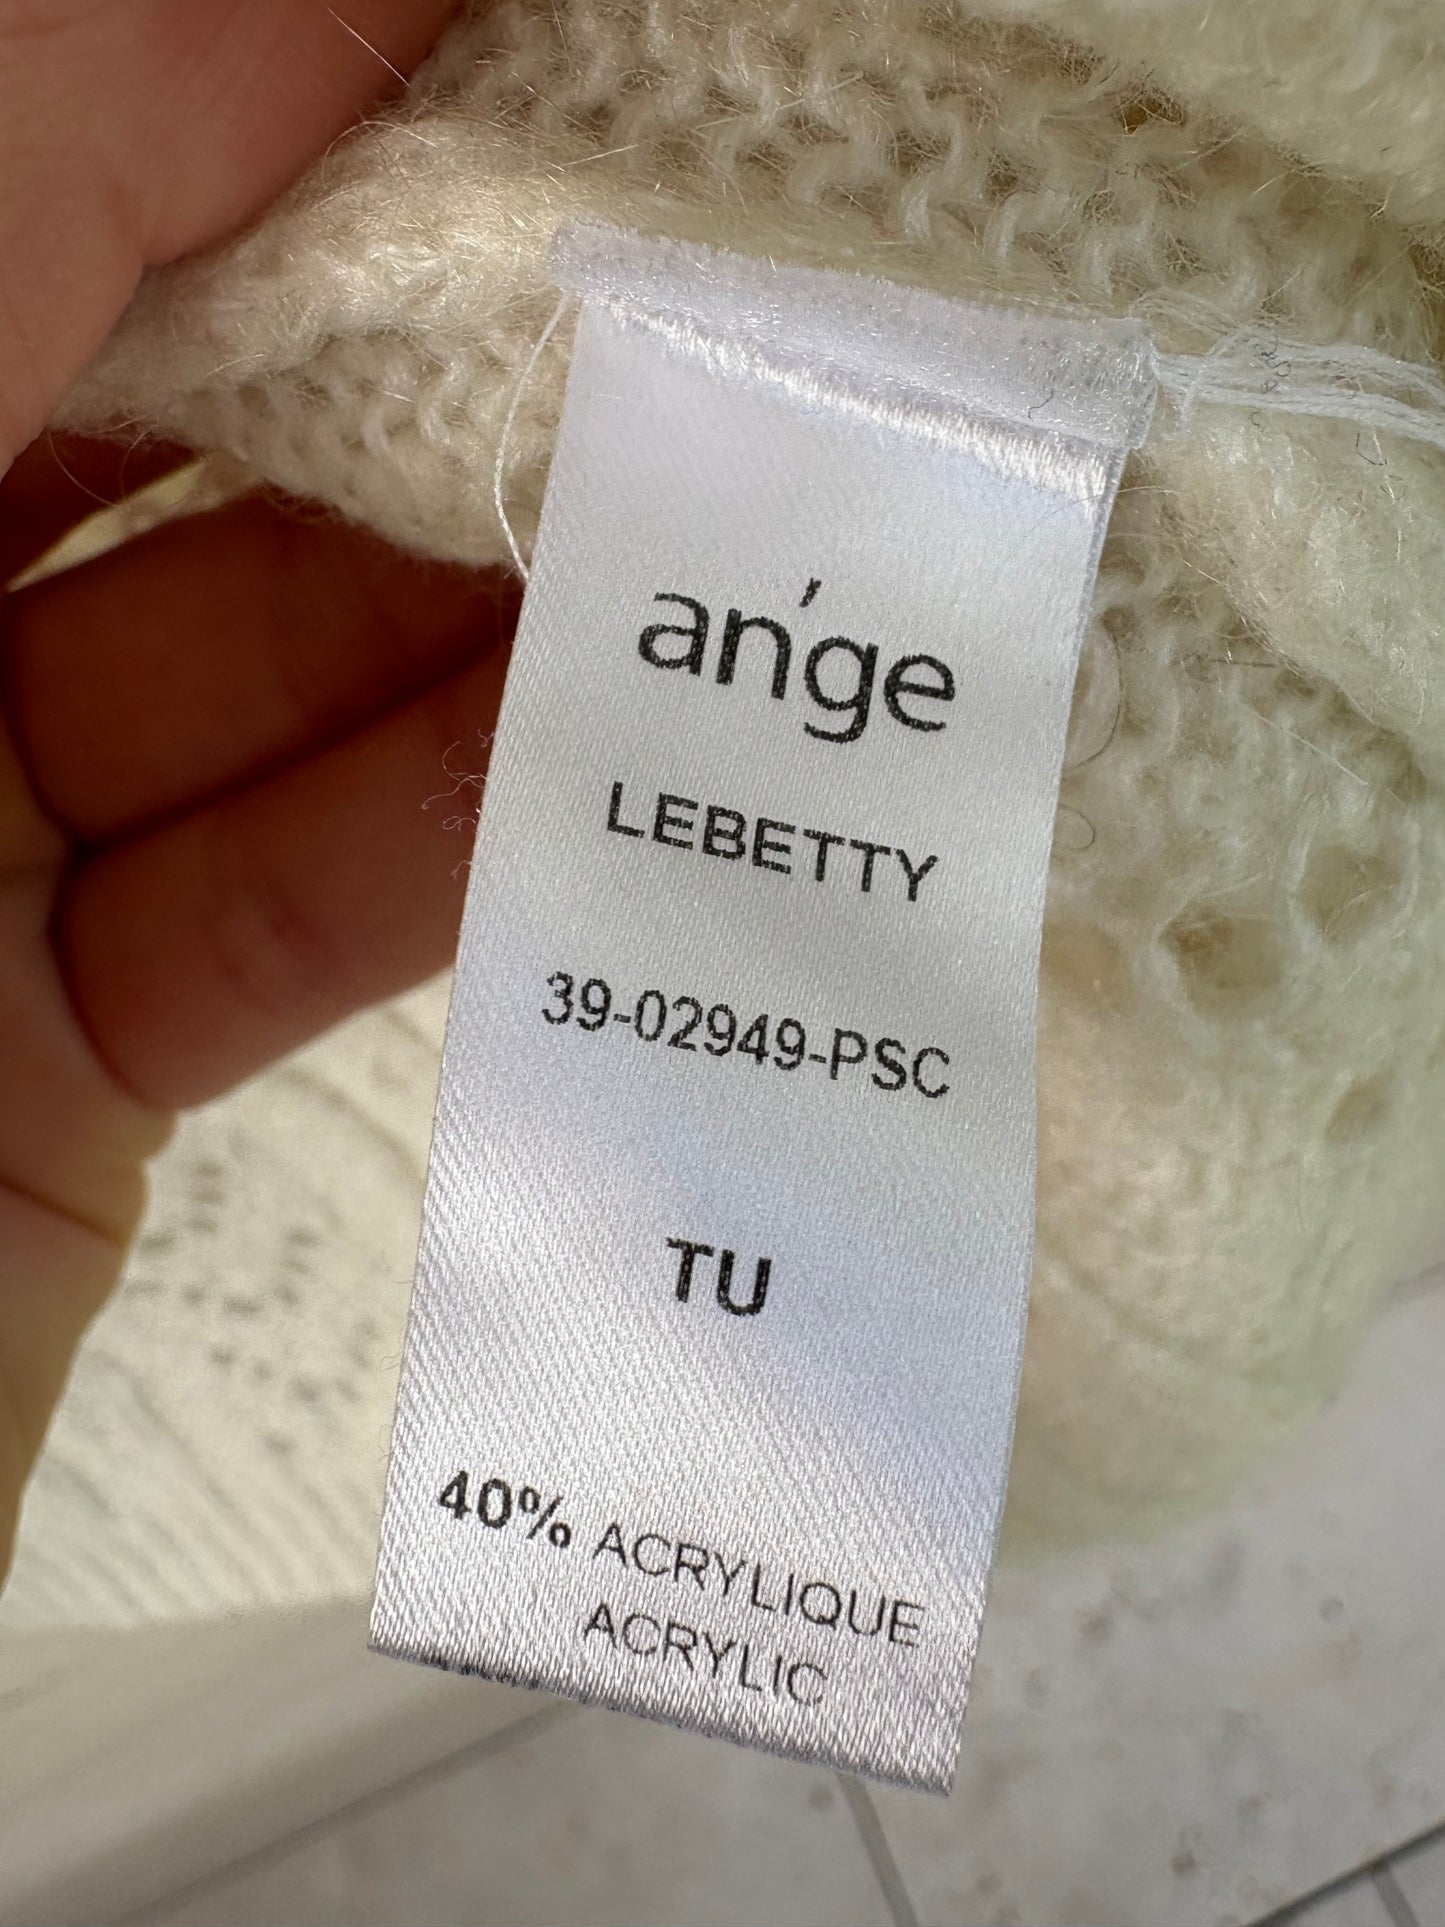 an'ge
LEBETTY
39-02949-PSC
TU
40% ACRYLIQUE
ACRYLIC